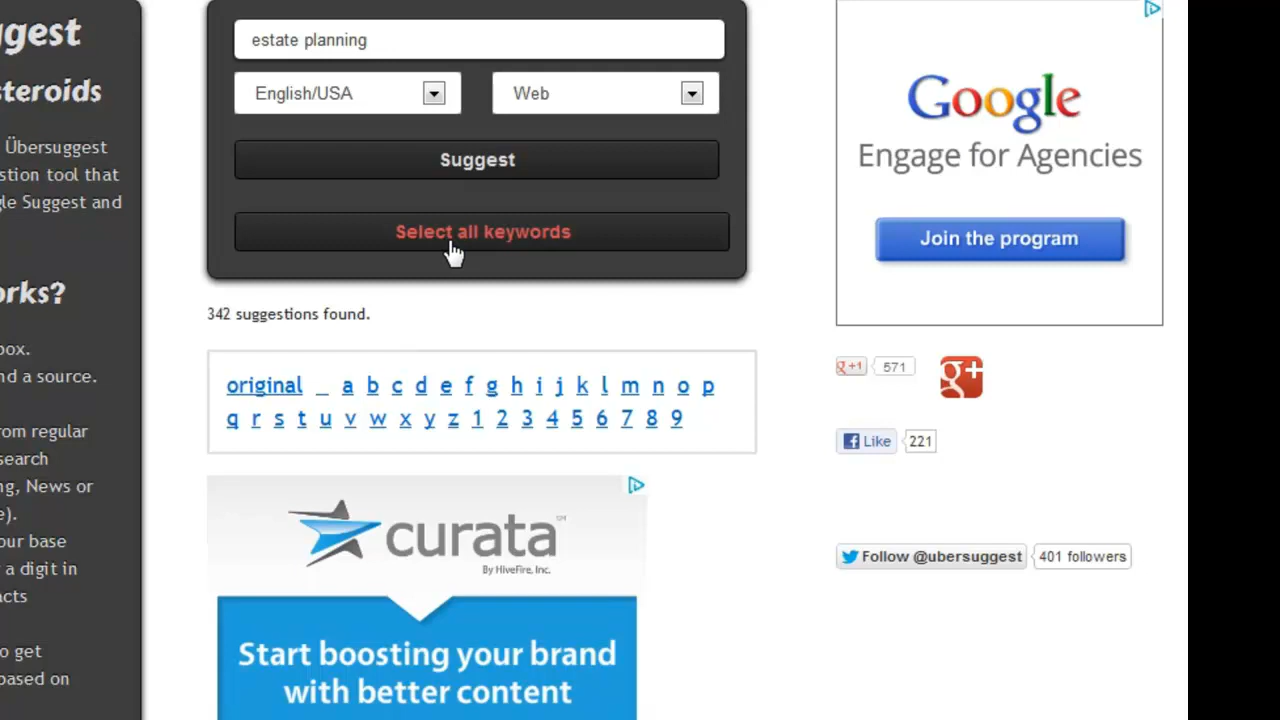 ggest
steroids
Übersuggest
stion tool that
gle Suggest and
orks?
box.
nd a source.
rom regular
search
ng, News or
e).
our base
a digit in
acts
o get
based on
estate planning
English/USA
Web
Suggest
Select all keywords
342 suggestions found.
original _ a b c d e f g h i j k l m n o p
q r s t u v w x y z 1 2 3 4 5 6 7 8 9
curata
By HiveFire, Inc.
Start boosting your brand
with better content
Google
Engage for Agencies
Join the program
g +1 571
g+
Like 221
Follow @ubersuggest 401 followers